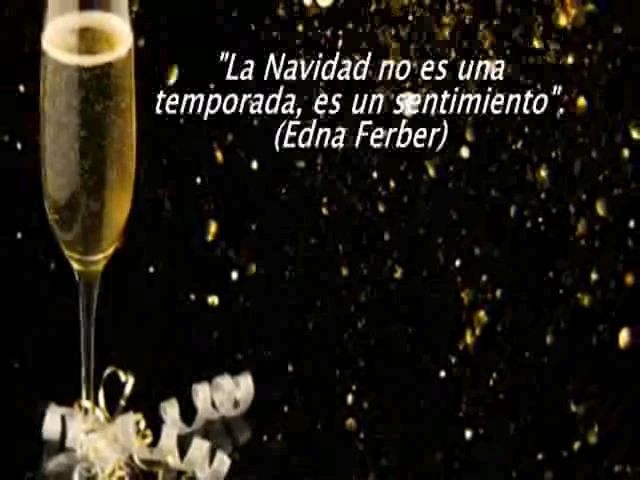 "La Navidad no es una
temporada, es un sentimiento".
(Edna Ferber)